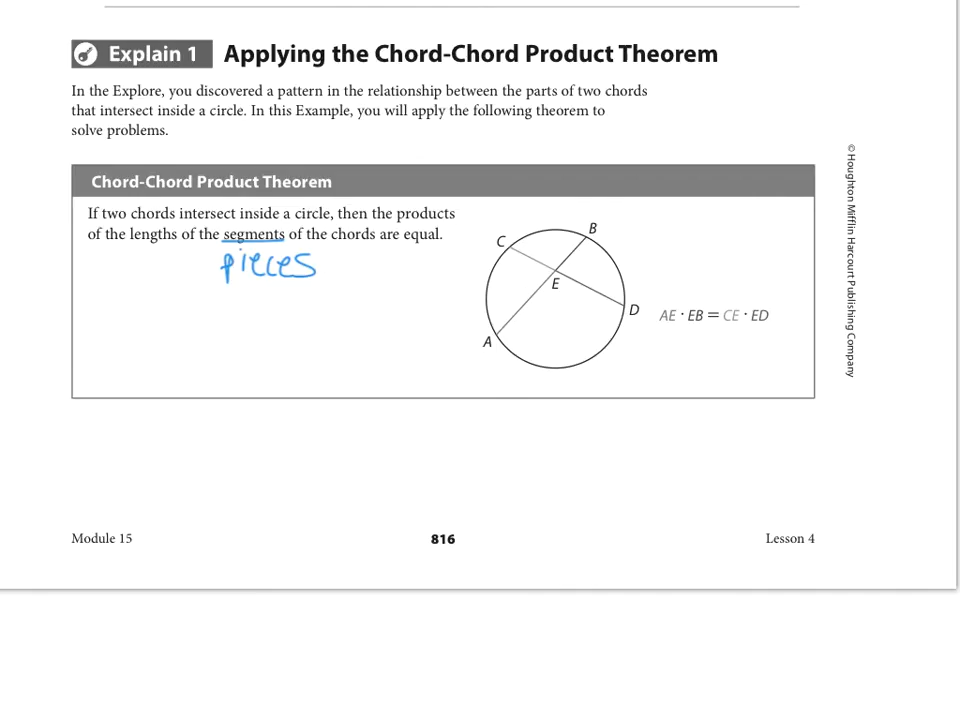 Explain 1 Applying the Chord-Chord Product Theorem
In the Explore, you discovered a pattern in the relationship between the parts of two chords
that intersect inside a circle. In this Example, you will apply the following theorem to
solve problems.
Chord-Chord Product Theorem
If two chords intersect inside a circle, then the products
of the lengths of the segments of the chords are equal.
pieces
C
B
E
D
A
AE · EB = CE · ED
© Houghton Mifflin Harcourt Publishing Company
Module 15
816
Lesson 4